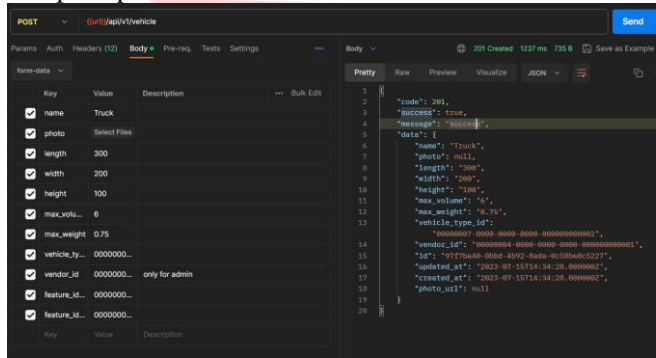 POST {{url}}/api/v1/vehicle Send
Params Auth Headers (12) Body Pre-req. Tests Settings
form-data
Key Value Description ... Bulk Edit
name Truck
photo Select Files
length 300
width 200
height 100
max_volu... 6
max_weight 0.75
vehicle_ty... 0000000...
vendor_id 0000000... only for admin
feature_id... 0000000...
feature_id... 0000000...
Key Value Description
Body 201 Created 1237 ms 735 B Save as Example
Pretty Raw Preview Visualize JSON
1 {
2 "code": 201,
3 "success": true,
4 "message": "success",
5 "data": {
6 "name": "Truck",
7 "photo": null,
8 "length": "300",
9 "width": "200",
10 "height": "100",
11 "max_volume": "6",
12 "max_weight": "0.75",
13 "vehicle_type_id":
"00000007-0000-0000-0000-000000000002",
14 "vendor_id": "00000004-0000-0000-0000-000000000001",
15 "id": "97f7ba40-0bbd-4b92-8ada-0c58be8c5227",
16 "updated_at": "2023-07-15T14:34:28.000000Z",
17 "created_at": "2023-07-15T14:34:28.000000Z",
18 "photo_url": null
19 }
20 }